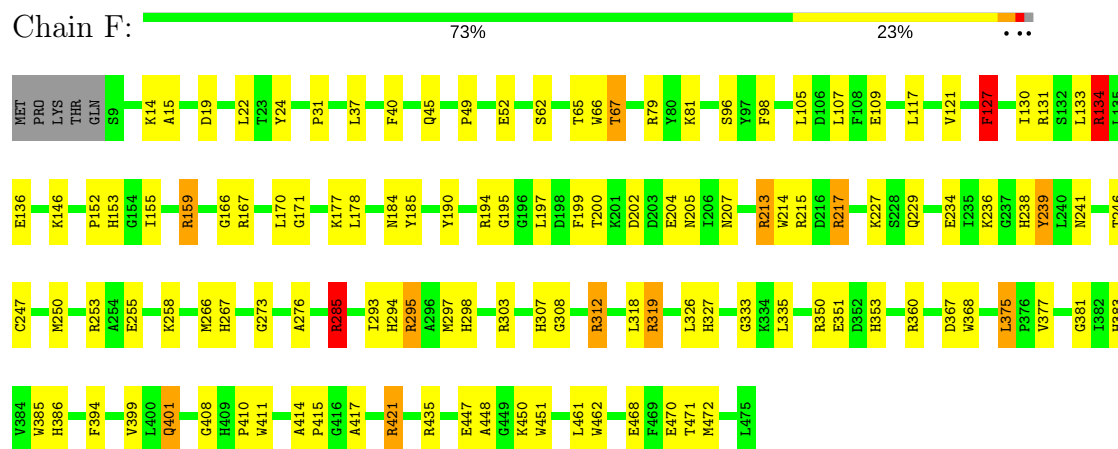 Chain F:
73% 23% • ••
MET PRO LYS THR GLN S9 K14 A15 D19 L22 T23 Y24 P31 L37 F40 Q45 P49 E52 S62 T65 W66 T67 R79 Y80 K81 S96 Y97 F98 L105 D106 L107 F108 E109 L117 V121 F127 I130 R131 S132 L133 R134 L135
E136 K146 P152 H153 G154 I155 R159 G166 R167 L170 G171 K177 L178 N184 Y185 Y190 R194 G195 G196 L197 D198 F199 T200 K201 D202 D203 E204 N205 I206 N207 R213 W214 R215 D216 R217 K227 S228 Q229 E234 I235 K236 G237 H238 Y239 L240 N241 T246
C247 M250 R253 A254 E255 K258 M266 H267 G273 A276 R285 I293 H294 R295 A296 M297 H298 R303 H307 G308 R312 L318 R319 L326 H327 G333 K334 L335 R350 E351 D352 H353 R360 D367 W368 L375 P376 V377 G381 I382 H383
V384 W385 H386 F394 V399 L400 Q401 G408 H409 P410 W411 A414 P415 G416 A417 R421 R435 E447 A448 G449 K450 W451 L461 W462 E468 F469 E470 T471 M472 L475